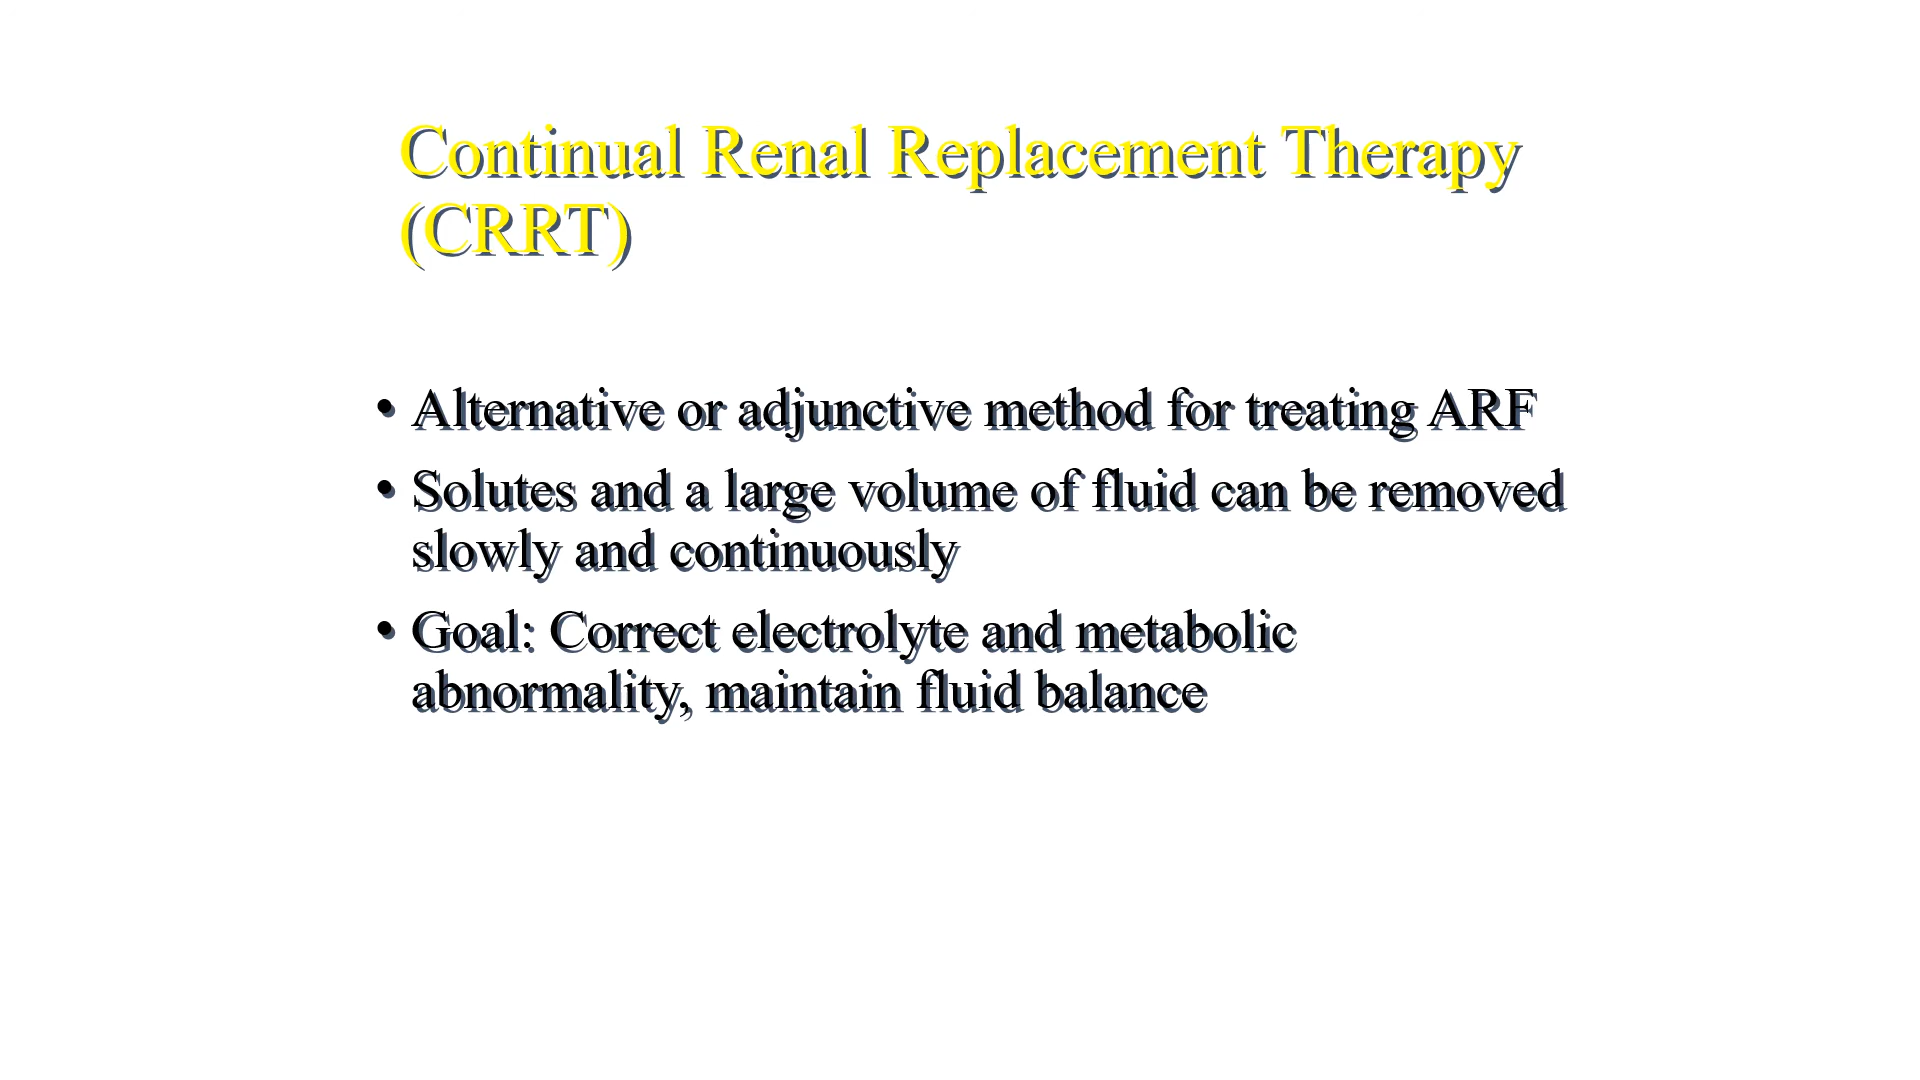 Continual Renal Replacement Therapy
(CRRT)
• Alternative or adjunctive method for treating ARF
• Solutes and a large volume of fluid can be removed
slowly and continuously
• Goal: Correct electrolyte and metabolic
abnormality, maintain fluid balance